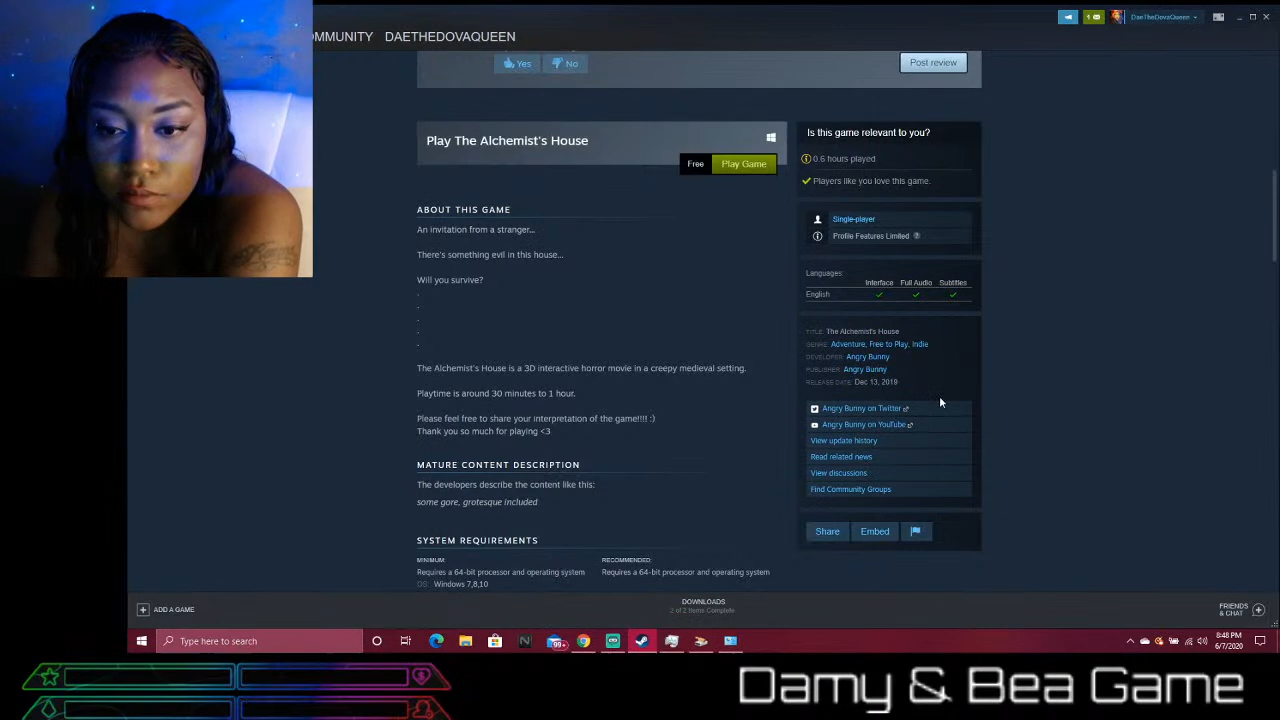 DaeTheDovaQueen
OMMUNITY DAETHEDOVAQUEEN
Yes No
Post review
Play The Alchemist's House
Free Play Game
ABOUT THIS GAME
An invitation from a stranger...
There's something evil in this house...
Will you survive?
.
.
.
.
.
The Alchemist's House is a 3D interactive horror movie in a creepy medieval setting.
Playtime is around 30 minutes to 1 hour.
Please feel free to share your interpretation of the game!!!! :)
Thank you so much for playing <3
MATURE CONTENT DESCRIPTION
The developers describe the content like this:
some gore, grotesque included
SYSTEM REQUIREMENTS
MINIMUM:
Requires a 64-bit processor and operating system
OS: Windows 7,8,10
RECOMMENDED:
Requires a 64-bit processor and operating system
Is this game relevant to you?
0.6 hours played
Players like you love this game.
Single-player
Profile Features Limited ?
Languages:
Interface Full Audio Subtitles
English
TITLE: The Alchemist's House
GENRE: Adventure, Free to Play, Indie
DEVELOPER: Angry Bunny
PUBLISHER: Angry Bunny
RELEASE DATE: Dec 13, 2019
Angry Bunny on Twitter
Angry Bunny on YouTube
View update history
Read related news
View discussions
Find Community Groups
Share Embed
ADD A GAME
DOWNLOADS
2 of 2 Items Complete
FRIENDS
& CHAT
Type here to search
99+
8:48 PM
6/7/2020
Damy & Bea Game